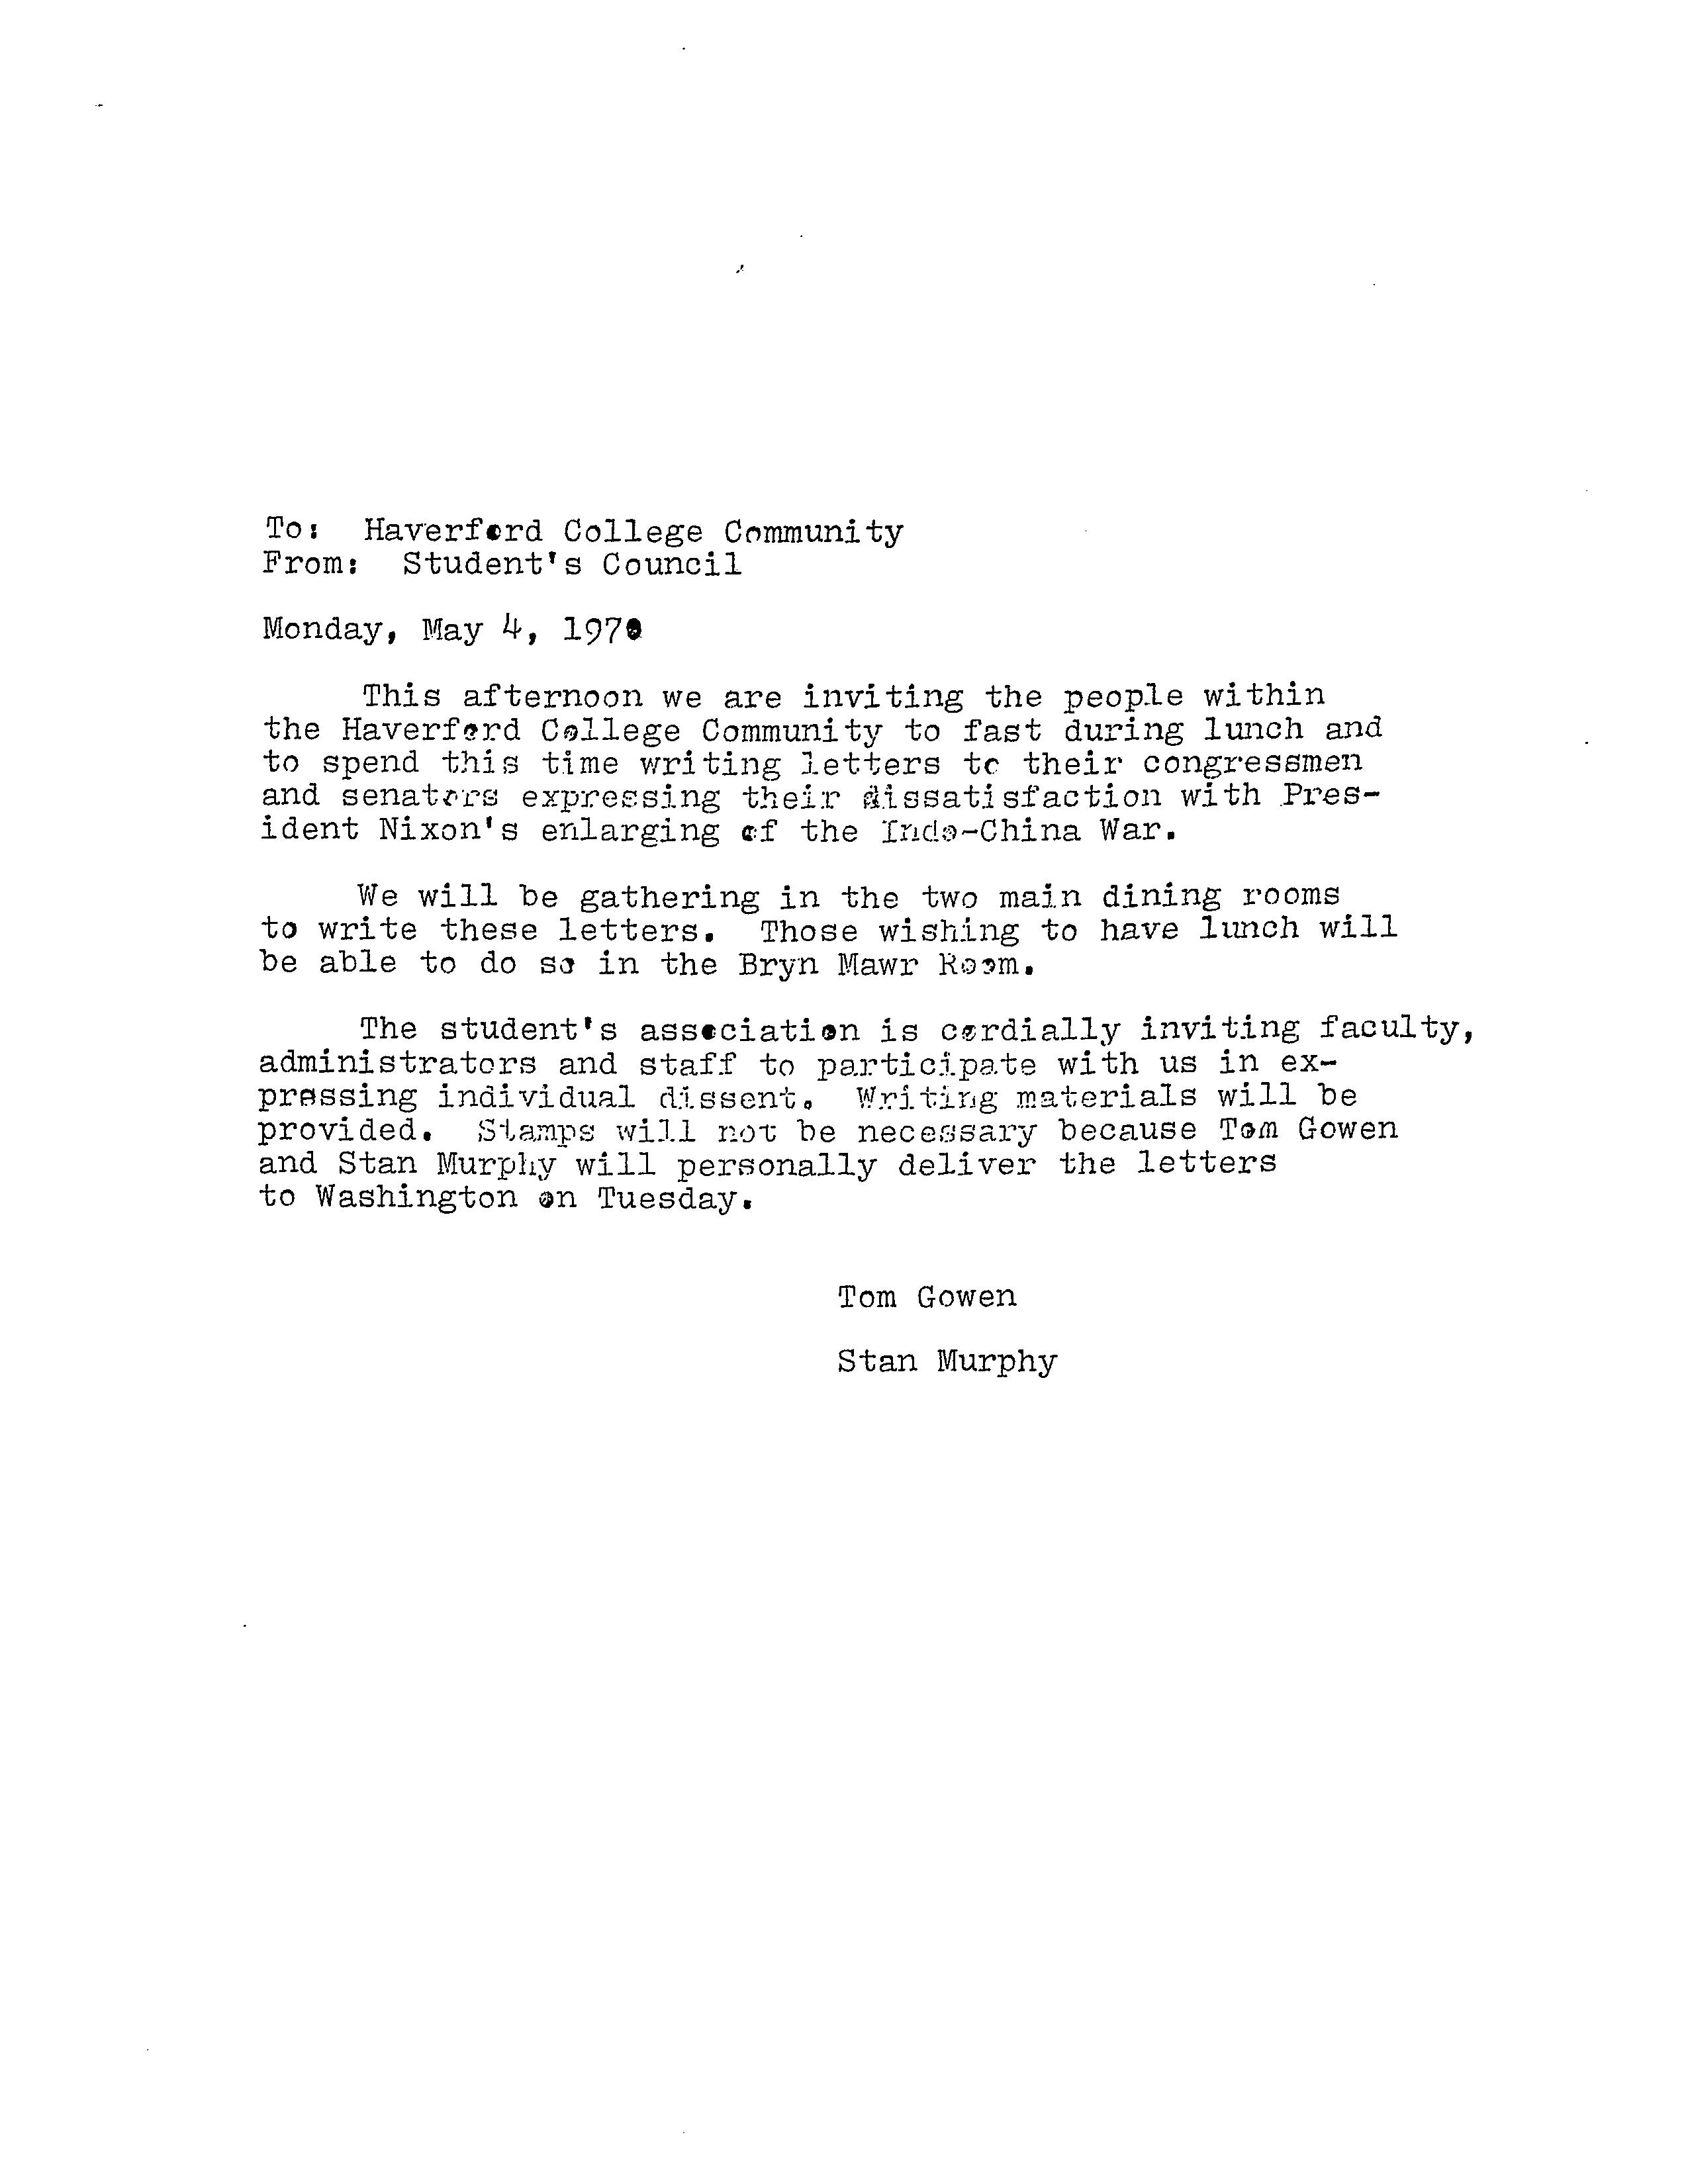 To: Haverford College Community
From: Student's Council
Monday, May 4, 1970
This afternoon we are inviting the people within
the Haverford College Community to fast during lunch and
to spend this time writing letters to their congressmen
and senators expressing their dissatisfaction with Pres-
ident Nixon's enlarging of the Indo-China War.
We will be gathering in the two main dining rooms
to write these letters. Those wishing to have lunch will
be able to do so in the Bryn Mawr Room.
The student's association is cordially inviting faculty,
administrators and staff to participate with us in ex-
pressing individual dissent. Writing materials will be
provided. Stamps will not be necessary because Tom Gowen
and Stan Murphy will personally deliver the letters
to Washington on Tuesday.
Tom Gowen
Stan Murphy